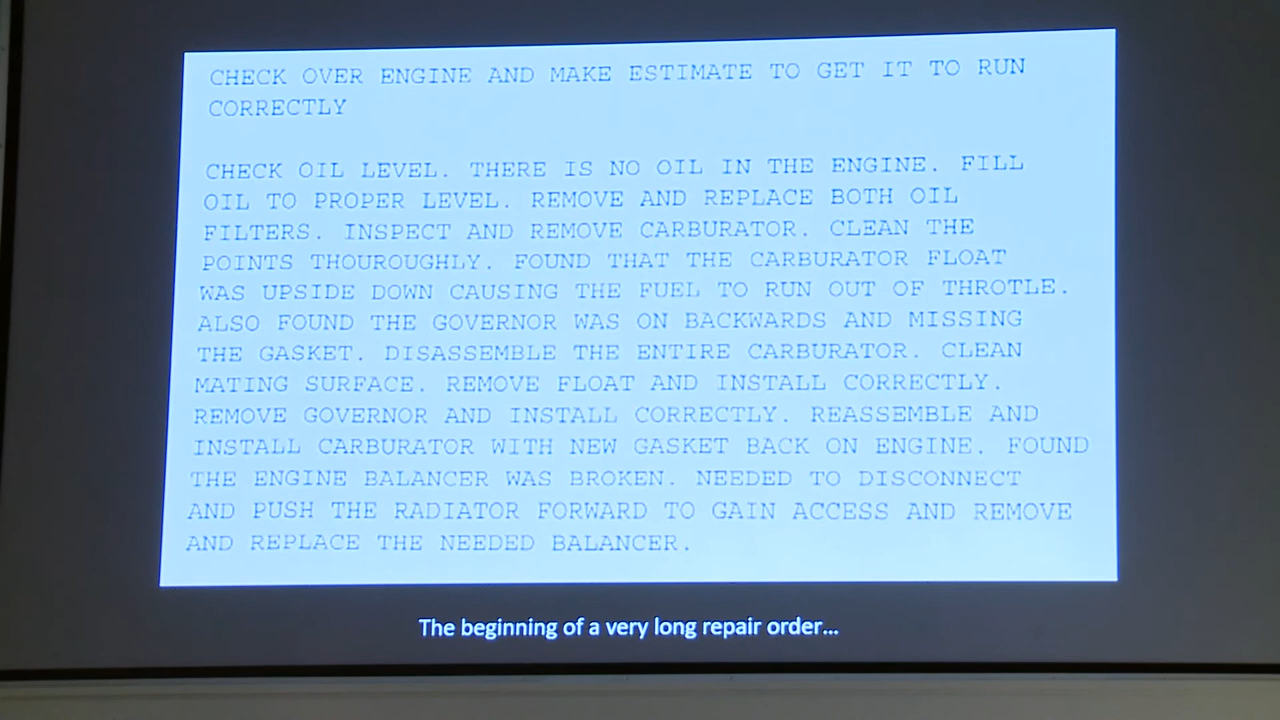 CHECK OVER ENGINE AND MAKE ESTIMATE TO GET IT TO RUN
CORRECTLY
CHECK OIL LEVEL. THERE IS NO OIL IN THE ENGINE. FILL
OIL TO PROPER LEVEL. REMOVE AND REPLACE BOTH OIL
FILTERS. INSPECT AND REMOVE CARBURATOR. CLEAN THE
POINTS THOUROUGHLY. FOUND THAT THE CARBURATOR FLOAT
WAS UPSIDE DOWN CAUSING THE FUEL TO RUN OUT OF THROTLE.
ALSO FOUND THE GOVERNOR WAS ON BACKWARDS AND MISSING
THE GASKET. DISASSEMBLE THE ENTIRE CARBURATOR. CLEAN
MATING SURFACE. REMOVE FLOAT AND INSTALL CORRECTLY.
REMOVE GOVERNOR AND INSTALL CORRECTLY. REASSEMBLE AND
INSTALL CARBURATOR WITH NEW GASKET BACK ON ENGINE. FOUND
THE ENGINE BALANCER WAS BROKEN. NEEDED TO DISCONNECT
AND PUSH THE RADIATOR FORWARD TO GAIN ACCESS AND REMOVE
AND REPLACE THE NEEDED BALANCER.
The beginning of a very long repair order...